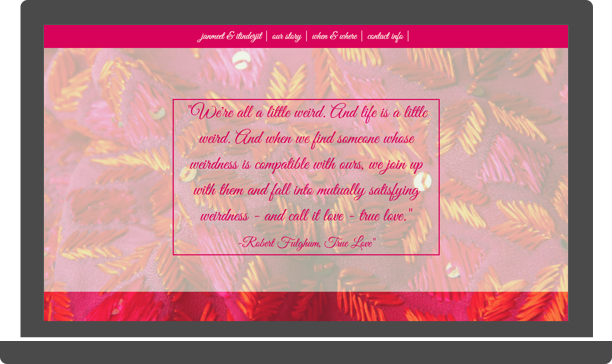 janmeet & itinderjit | our story | when & where | contact info |
"We're all a little weird. And life is a little
weird. And when we find someone whose
weirdness is compatible with ours, we join up
with them and fall into mutually satisfying
weirdness - and call it love - true love."
-Robert Fulghum, True Love"